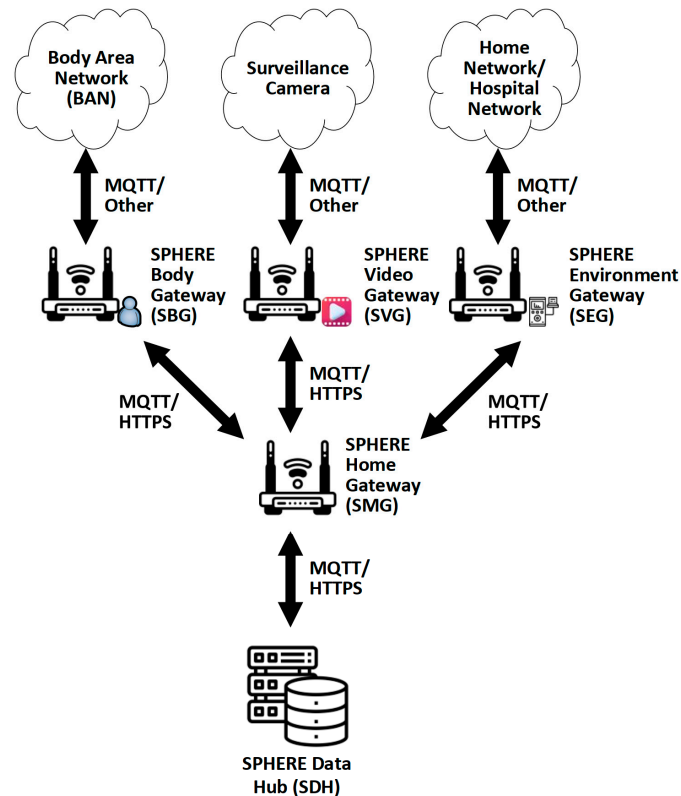 Body Area
Network
(BAN)
Surveillance
Camera
Home
Network/
Hospital
Network
MQTT/
Other
MQTT/
Other
MQTT/
Other
SPHERE
Body
Gateway
(SBG)
SPHERE
Video
Gateway
(SVG)
SPHERE
Environment
Gateway
(SEG)
MQTT/
HTTPS
MQTT/
HTTPS
MQTT/
HTTPS
SPHERE
Home
Gateway
(SMG)
MQTT/
HTTPS
SPHERE Data
Hub (SDH)